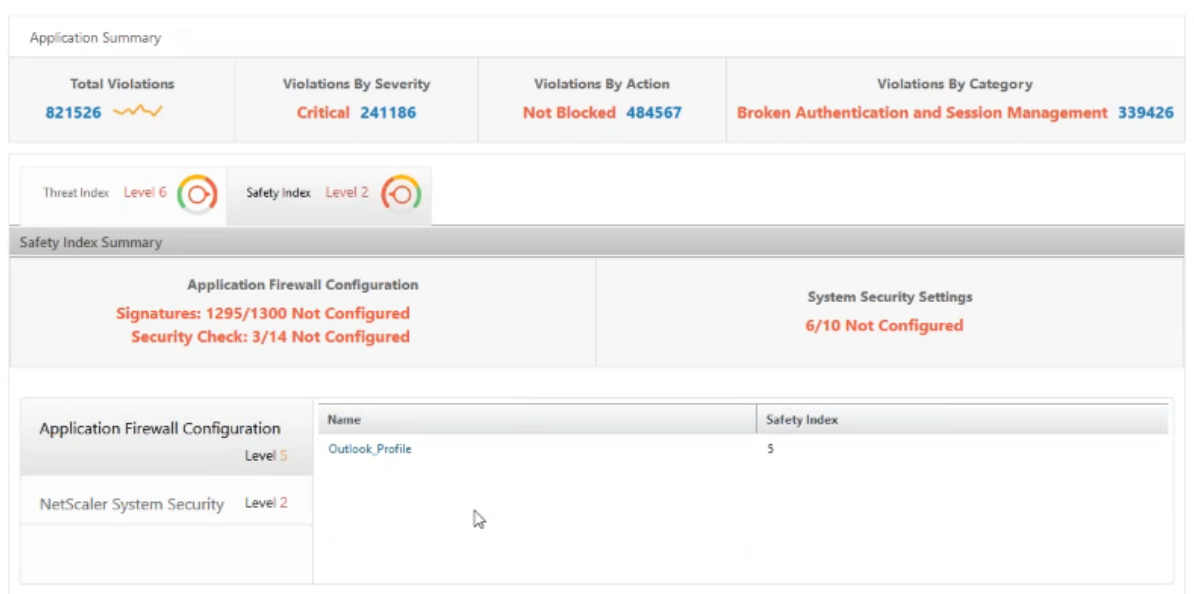 Application Summary
Total Violations
821526
Violations By Severity
Critical 241186
Violations By Action
Not Blocked 484567
Violations By Category
Broken Authentication and Session Management 339426
Threat Index Level 6
Safety Index Level 2
Safety Index Summary
Application Firewall Configuration
Signatures: 1295/1300 Not Configured
Security Check: 3/14 Not Configured
System Security Settings
6/10 Not Configured
Application Firewall Configuration
Level 5
NetScaler System Security Level 2
Name Safety Index
Outlook_Profile 5